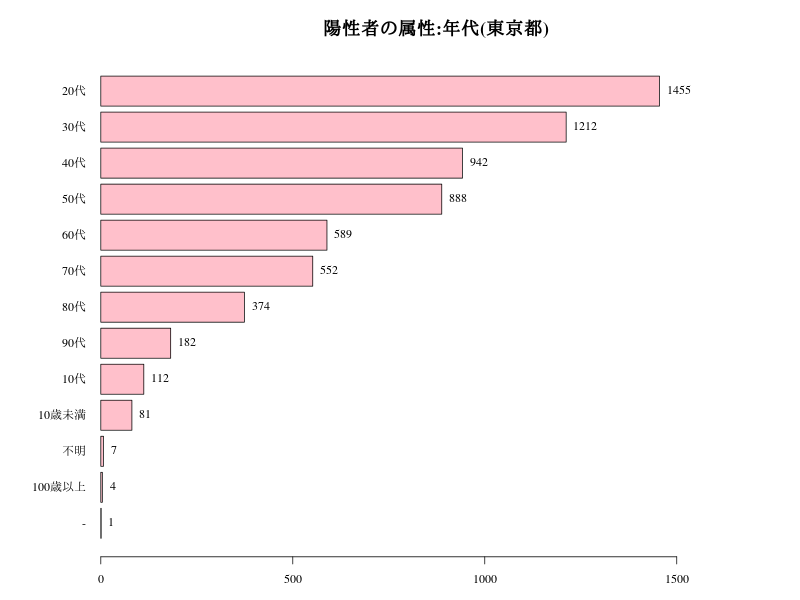 陽性者の属性:年代(東京都)
20代 1455
30代 1212
40代 942
50代 888
60代 589
70代 552
80代 374
90代 182
10代 112
10歳未満 81
不明 7
100歳以上 4
- 1
0 500 1000 1500